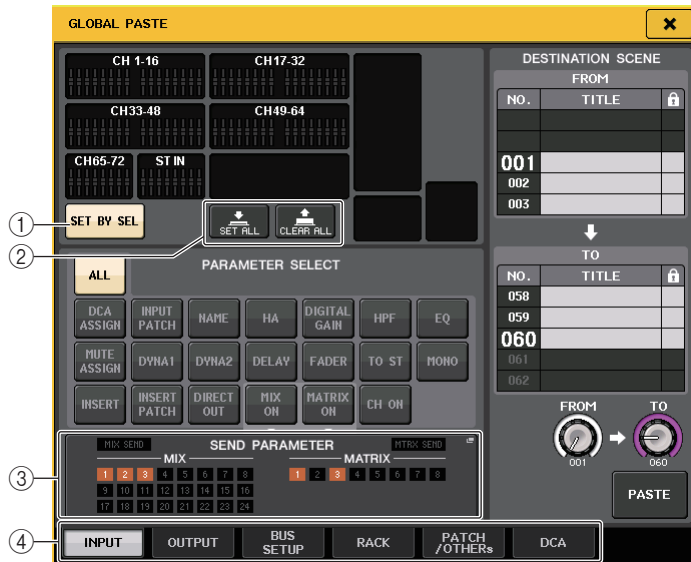 GLOBAL PASTE
CH 1-16
CH17-32
CH33-48
CH49-64
CH65-72
ST IN
① SET BY SEL
② SET ALL
CLEAR ALL
ALL
PARAMETER SELECT
DCA ASSIGN
INPUT PATCH
NAME
HA
DIGITAL GAIN
HPF
EQ
MUTE ASSIGN
DYNA1
DYNA2
DELAY
FADER
TO ST
MONO
INSERT
INSERT PATCH
DIRECT OUT
MIX ON
MATRIX ON
CH ON
③
MIX SEND
SEND PARAMETER
MTRX SEND
MIX
MATRIX
1 2 3 4 5 6 7 8
1 2 3 4 5 6 7 8
9 10 11 12 13 14 15 16
17 18 19 20 21 22 23 24
④
INPUT
OUTPUT
BUS SETUP
RACK
PATCH /OTHERs
DCA
DESTINATION SCENE
FROM
NO. TITLE
001
002
003
TO
NO. TITLE
058
059
060
061
062
FROM
TO
001
060
PASTE